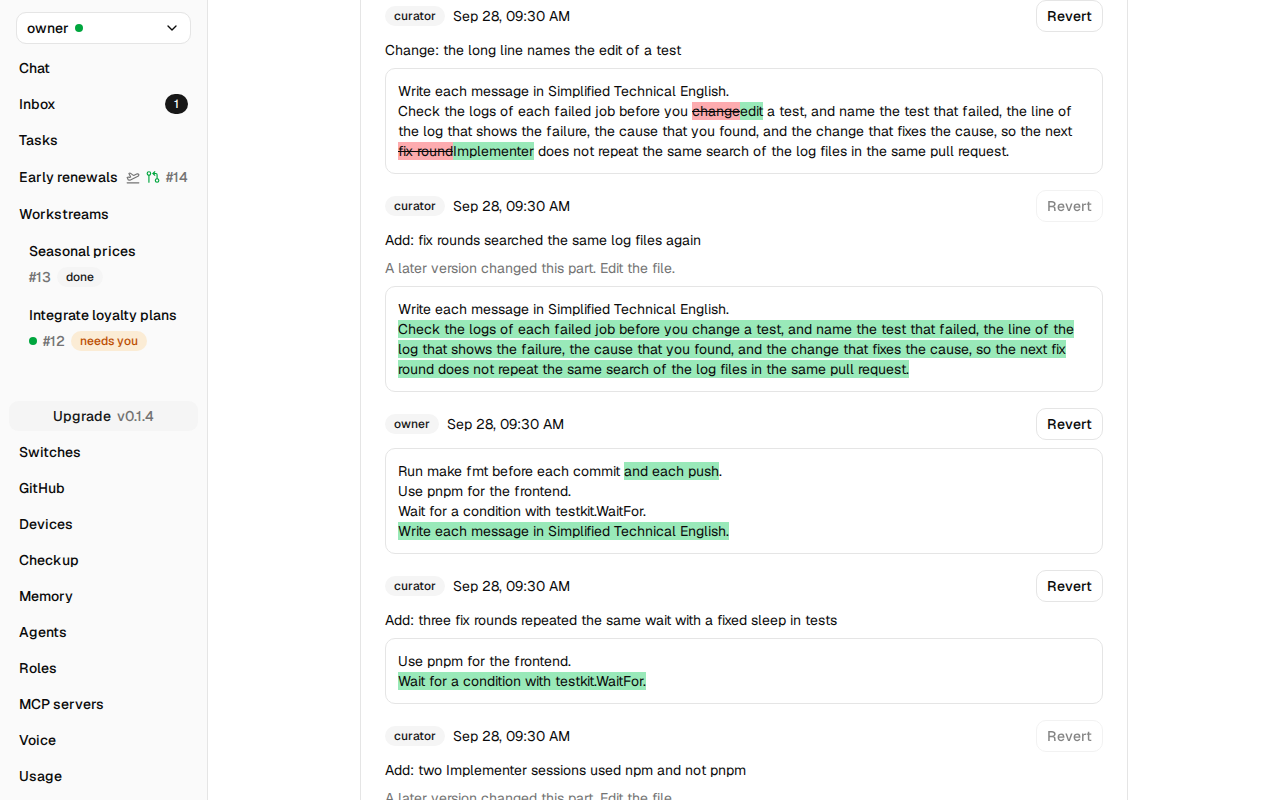 owner
Chat
Inbox 1
Tasks
Early renewals #14
Workstreams
Seasonal prices
#13 done
Integrate loyalty plans
#12 needs you
Upgrade v0.1.4
Switches
GitHub
Devices
Checkup
Memory
Agents
Roles
MCP servers
Voice
Usage
curator Sep 28, 09:30 AM Revert
Change: the long line names the edit of a test
Write each message in Simplified Technical English.
Check the logs of each failed job before you changeedit a test, and name the test that failed, the line of
the log that shows the failure, the cause that you found, and the change that fixes the cause, so the next
fix roundImplementer does not repeat the same search of the log files in the same pull request.
curator Sep 28, 09:30 AM Revert
Add: fix rounds searched the same log files again
A later version changed this part. Edit the file.
Write each message in Simplified Technical English.
Check the logs of each failed job before you change a test, and name the test that failed, the line of the
log that shows the failure, the cause that you found, and the change that fixes the cause, so the next fix
round does not repeat the same search of the log files in the same pull request.
owner Sep 28, 09:30 AM Revert
Run make fmt before each commit and each push.
Use pnpm for the frontend.
Wait for a condition with testkit.WaitFor.
Write each message in Simplified Technical English.
curator Sep 28, 09:30 AM Revert
Add: three fix rounds repeated the same wait with a fixed sleep in tests
Use pnpm for the frontend.
Wait for a condition with testkit.WaitFor.
curator Sep 28, 09:30 AM Revert
Add: two Implementer sessions used npm and not pnpm
A later version changed this part. Edit the file.